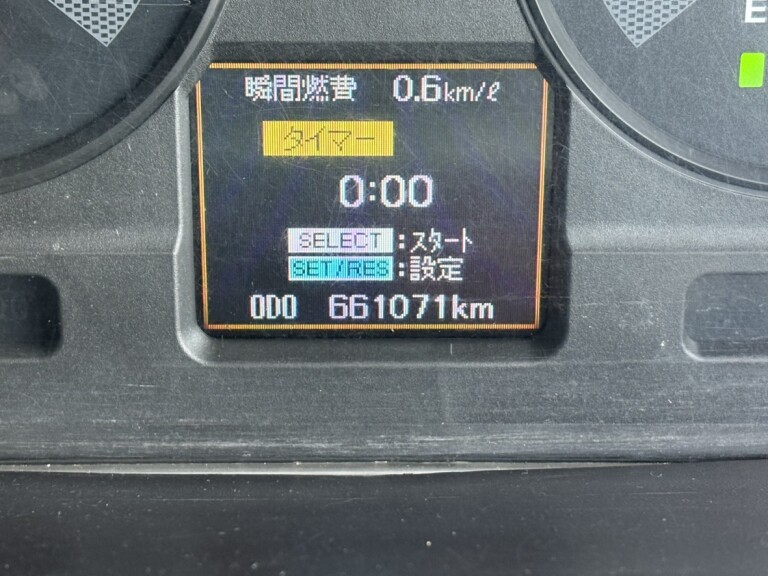 瞬間燃費 0.6km/ℓ
E
タイマー
0:00
SELECT:スタート
SET/RES:設定
ODO 661071km